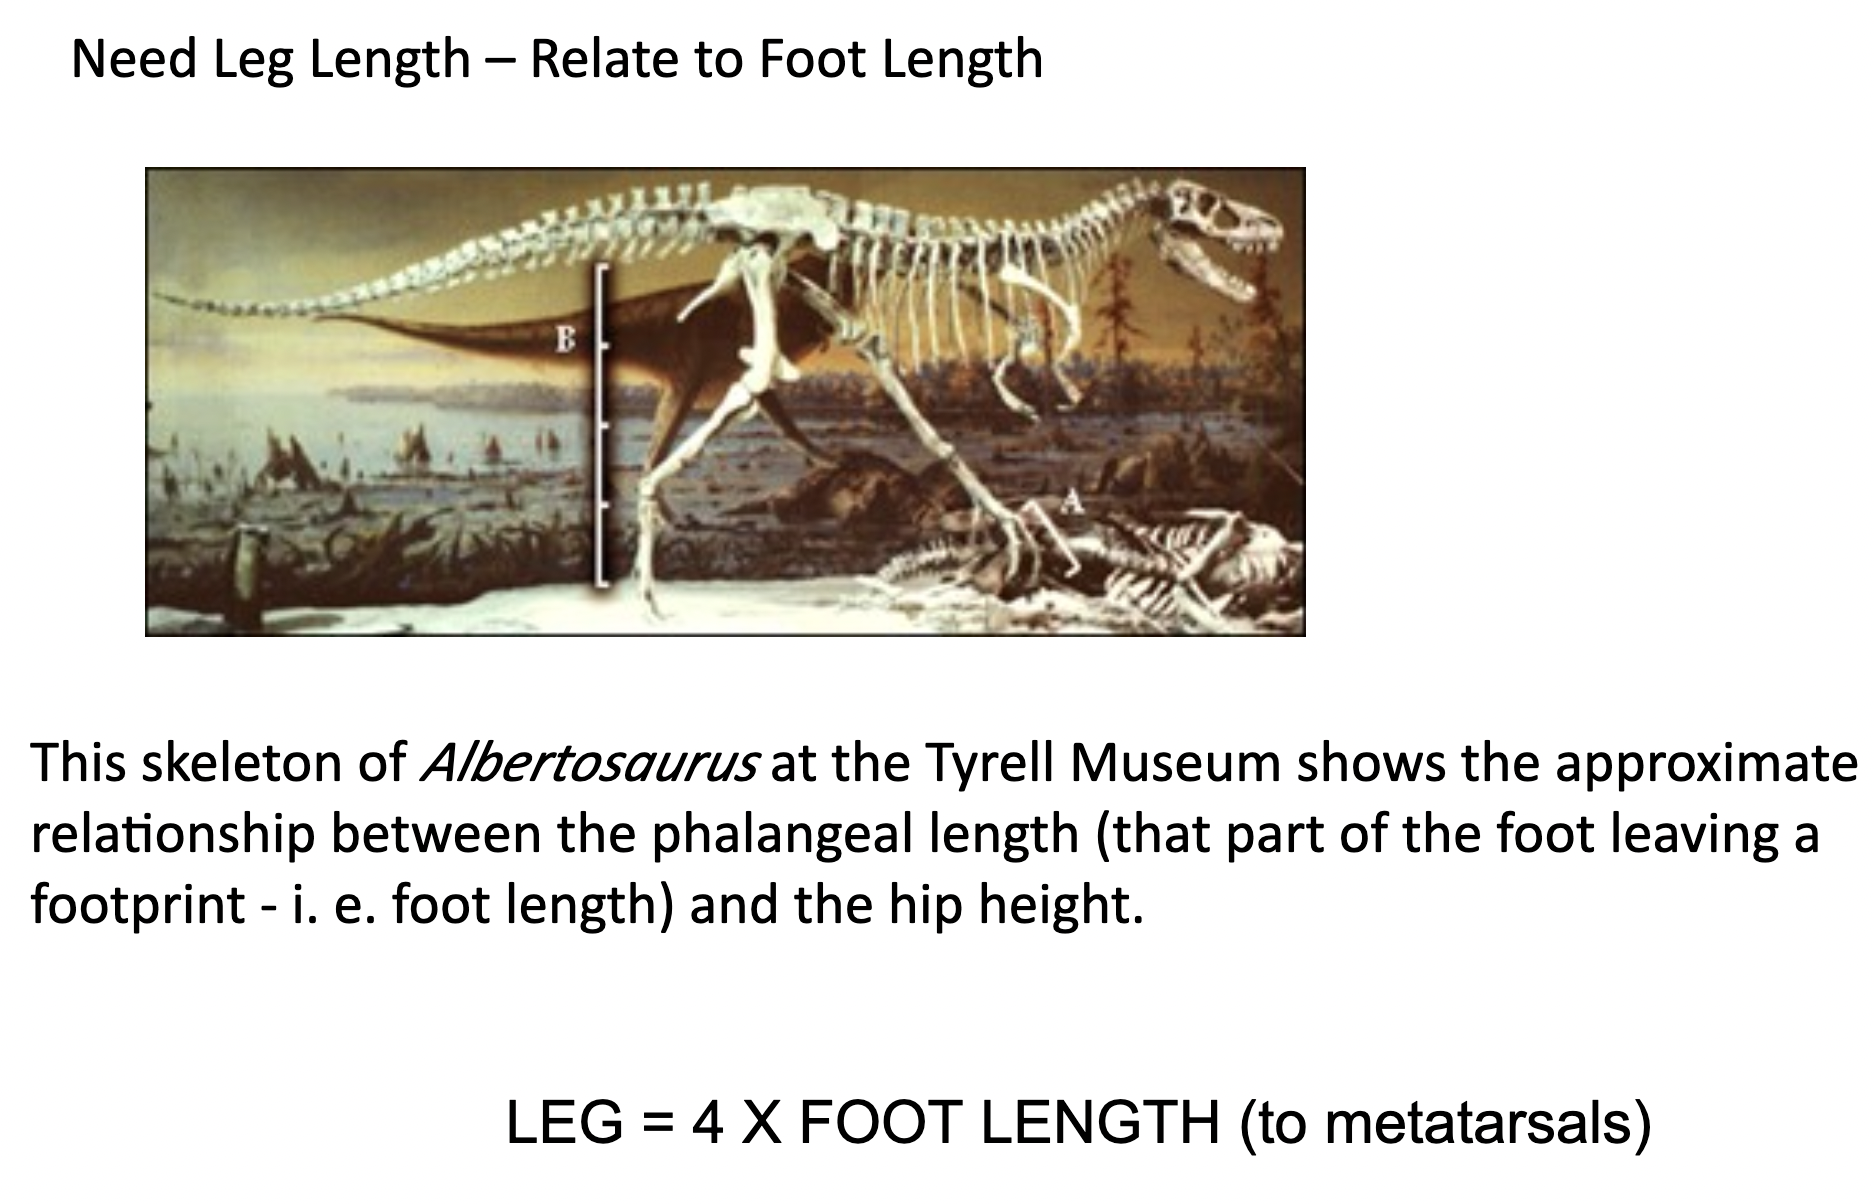 Need Leg Length – Relate to Foot Length
B
A
This skeleton of Albertosaurus at the Tyrell Museum shows the approximate
relationship between the phalangeal length (that part of the foot leaving a
footprint - i. e. foot length) and the hip height.
LEG = 4 X FOOT LENGTH (to metatarsals)